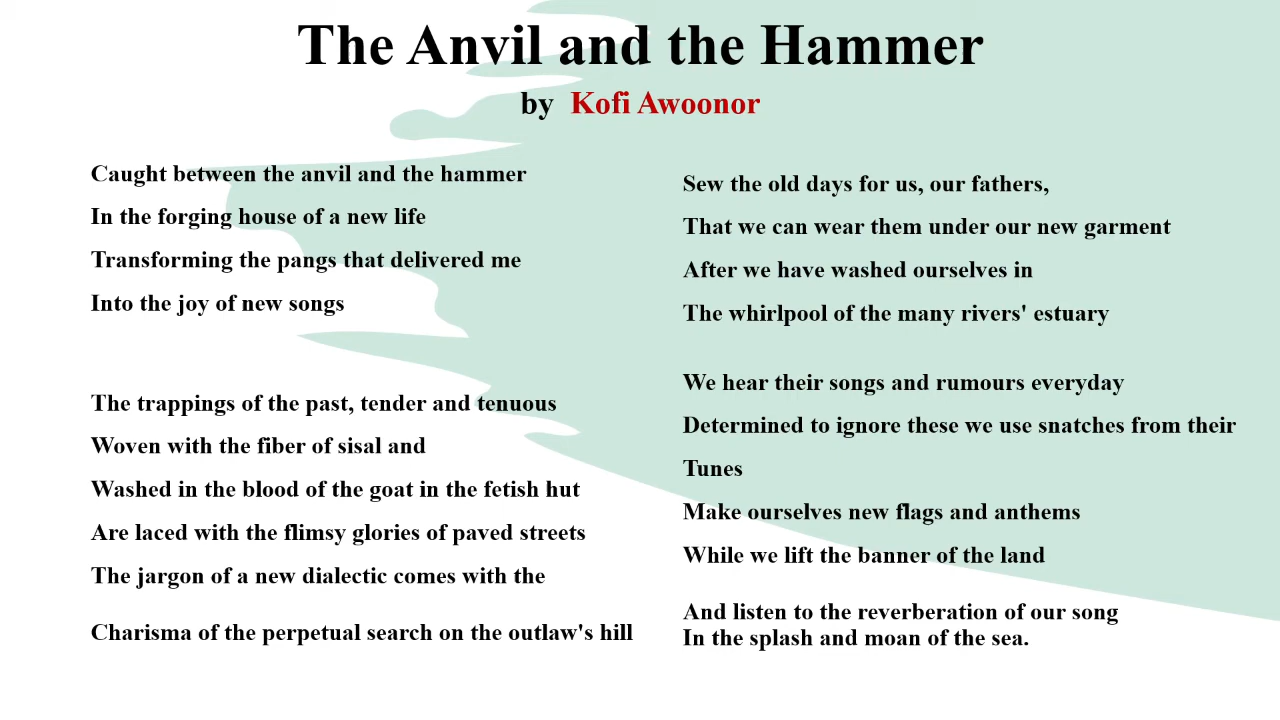 The Anvil and the Hammer
by Kofi Awoonor
Caught between the anvil and the hammer
In the forging house of a new life
Transforming the pangs that delivered me
Into the joy of new songs
The trappings of the past, tender and tenuous
Woven with the fiber of sisal and
Washed in the blood of the goat in the fetish hut
Are laced with the flimsy glories of paved streets
The jargon of a new dialectic comes with the
Charisma of the perpetual search on the outlaw's hill
Sew the old days for us, our fathers,
That we can wear them under our new garment
After we have washed ourselves in
The whirlpool of the many rivers' estuary
We hear their songs and rumours everyday
Determined to ignore these we use snatches from their
Tunes
Make ourselves new flags and anthems
While we lift the banner of the land
And listen to the reverberation of our song
In the splash and moan of the sea.